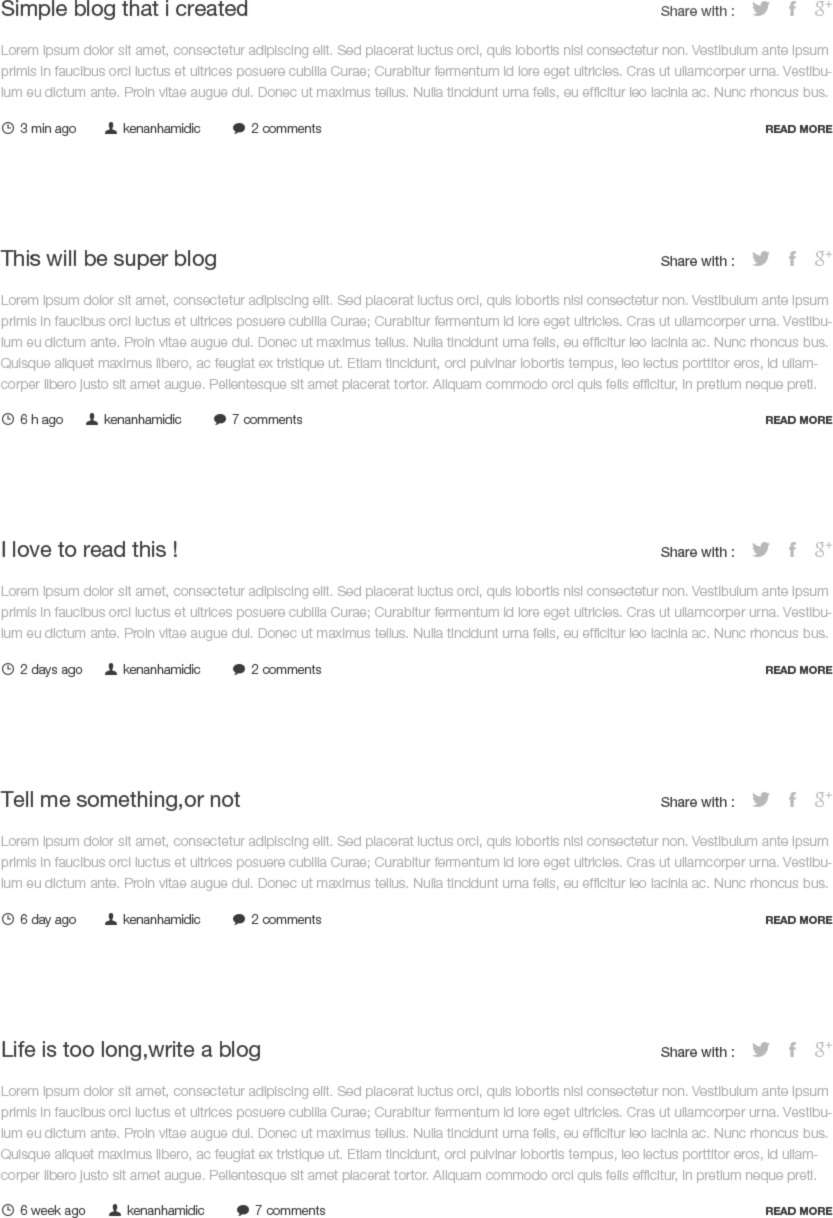 Simple blog that i created
Share with :
Lorem ipsum dolor sit amet, consectetur adipiscing elit. Sed placerat luctus orci, quis lobortis nisi consectetur non. Vestibulum ante ipsum
primis in faucibus orci luctus et ultrices posuere cubilia Curae; Curabitur fermentum id lore eget ultricies. Cras ut ullamcorper urna. Vestibu-
lum eu dictum ante. Proin vitae augue dui. Donec ut maximus tellus. Nulla tincidunt urna felis, eu efficitur leo lacinia ac. Nunc rhoncus bus.
3 min ago kenanhamidic 2 comments READ MORE
This will be super blog
Share with :
Lorem ipsum dolor sit amet, consectetur adipiscing elit. Sed placerat luctus orci, quis lobortis nisi consectetur non. Vestibulum ante ipsum
primis in faucibus orci luctus et ultrices posuere cubilia Curae; Curabitur fermentum id lore eget ultricies. Cras ut ullamcorper urna. Vestibu-
lum eu dictum ante. Proin vitae augue dui. Donec ut maximus tellus. Nulla tincidunt urna felis, eu efficitur leo lacinia ac. Nunc rhoncus bus.
Quisque aliquet maximus libero, ac feugiat ex tristique ut. Etiam tincidunt, orci pulvinar lobortis tempus, leo lectus porttitor eros, id ullam-
corper libero justo sit amet augue. Pellentesque sit amet placerat tortor. Aliquam commodo orci quis felis efficitur, in pretium neque preti.
6 h ago kenanhamidic 7 comments READ MORE
I love to read this !
Share with :
Lorem ipsum dolor sit amet, consectetur adipiscing elit. Sed placerat luctus orci, quis lobortis nisi consectetur non. Vestibulum ante ipsum
primis in faucibus orci luctus et ultrices posuere cubilia Curae; Curabitur fermentum id lore eget ultricies. Cras ut ullamcorper urna. Vestibu-
lum eu dictum ante. Proin vitae augue dui. Donec ut maximus tellus. Nulla tincidunt urna felis, eu efficitur leo lacinia ac. Nunc rhoncus bus.
2 days ago kenanhamidic 2 comments READ MORE
Tell me something,or not
Share with :
Lorem ipsum dolor sit amet, consectetur adipiscing elit. Sed placerat luctus orci, quis lobortis nisi consectetur non. Vestibulum ante ipsum
primis in faucibus orci luctus et ultrices posuere cubilia Curae; Curabitur fermentum id lore eget ultricies. Cras ut ullamcorper urna. Vestibu-
lum eu dictum ante. Proin vitae augue dui. Donec ut maximus tellus. Nulla tincidunt urna felis, eu efficitur leo lacinia ac. Nunc rhoncus bus.
6 day ago kenanhamidic 2 comments READ MORE
Life is too long,write a blog
Share with :
Lorem ipsum dolor sit amet, consectetur adipiscing elit. Sed placerat luctus orci, quis lobortis nisi consectetur non. Vestibulum ante ipsum
primis in faucibus orci luctus et ultrices posuere cubilia Curae; Curabitur fermentum id lore eget ultricies. Cras ut ullamcorper urna. Vestibu-
lum eu dictum ante. Proin vitae augue dui. Donec ut maximus tellus. Nulla tincidunt urna felis, eu efficitur leo lacinia ac. Nunc rhoncus bus.
Quisque aliquet maximus libero, ac feugiat ex tristique ut. Etiam tincidunt, orci pulvinar lobortis tempus, leo lectus porttitor eros, id ullam-
corper libero justo sit amet augue. Pellentesque sit amet placerat tortor. Aliquam commodo orci quis felis efficitur, in pretium neque preti.
6 week ago kenanhamidic 7 comments READ MORE